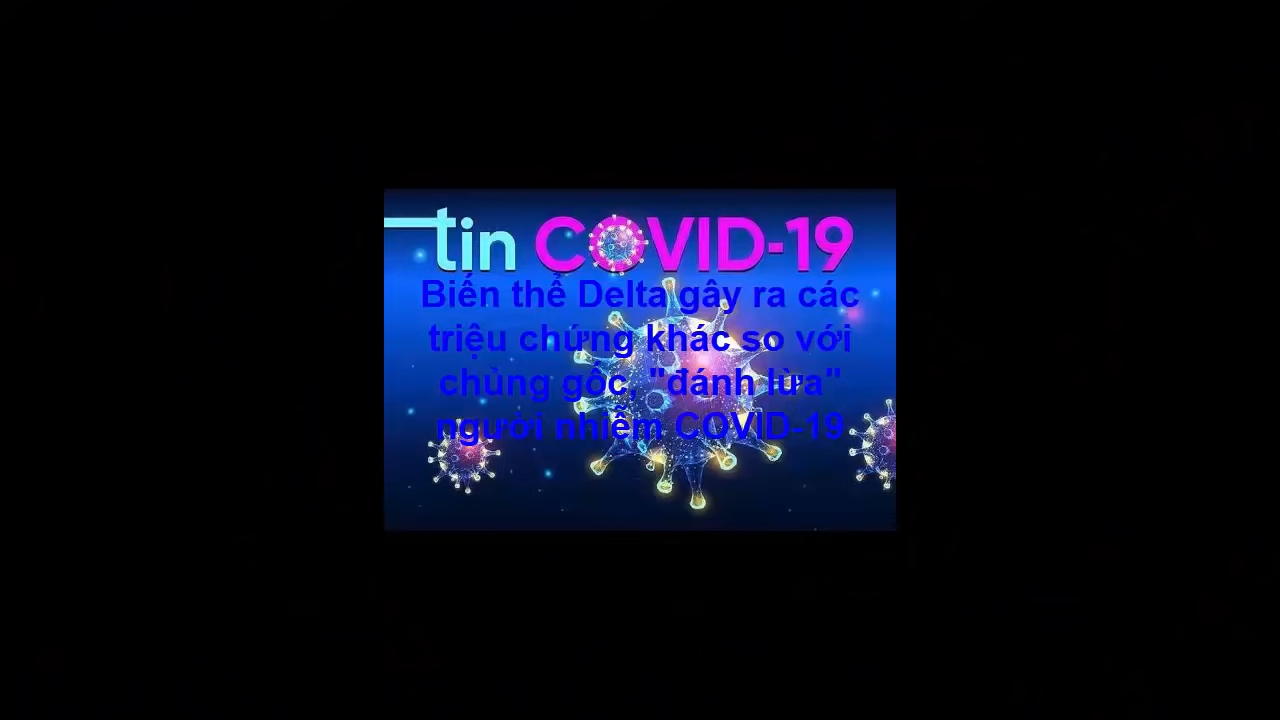 tin COVID-19
Biến thể Delta gây ra các
triệu chứng khác so với
chủng gốc, "đánh lừa"
người nhiễm COVID-19